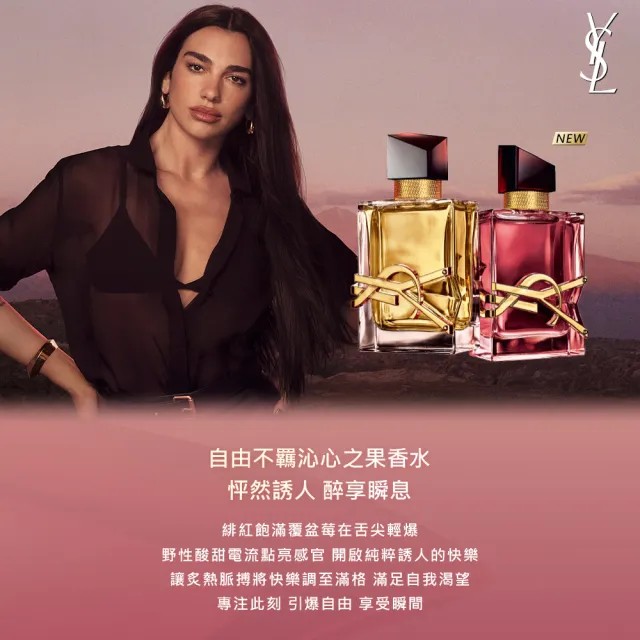 YSL
NEW
自由不羈沁心之果香水
怦然誘人 醉享瞬息
緋紅飽滿覆盆莓在舌尖輕爆
野性酸甜電流點亮感官 開啟純粹誘人的快樂
讓炙熱脈搏將快樂調至滿格 滿足自我渴望
專注此刻 引爆自由 享受瞬間